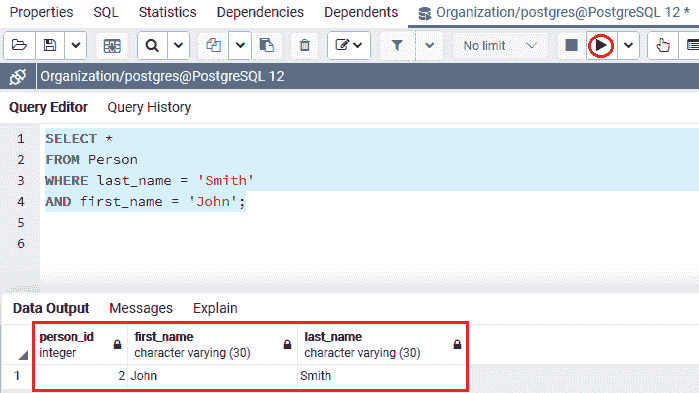 Properties SQL Statistics Dependencies Dependents Organization/postgres@PostgreSQL 12 *
No limit
Organization/postgres@PostgreSQL 12
Query Editor Query History
1 SELECT *
2 FROM Person
3 WHERE last_name = 'Smith'
4 AND first_name = 'John';
5
6
Data Output Messages Explain
person_id first_name last_name
integer character varying (30) character varying (30)
1 2 John Smith